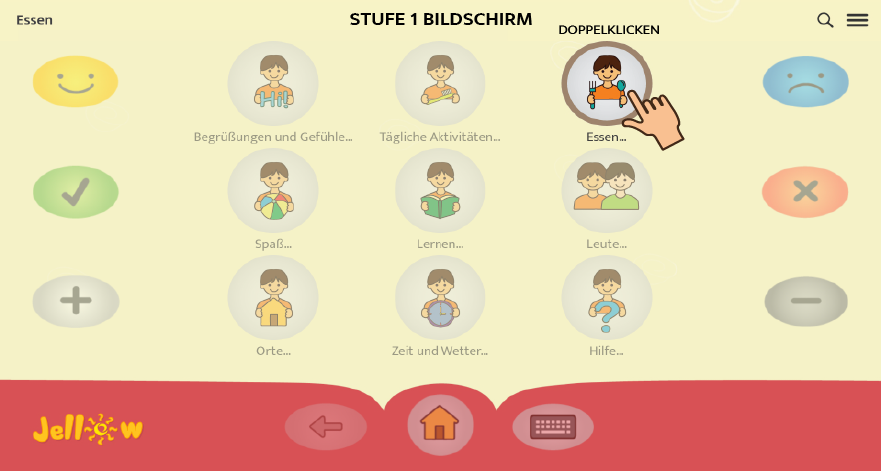 Essen
STUFE 1 BILDSCHIRM
DOPPELKLICKEN
Hi!
Begrüßungen und Gefühle...
Tägliche Aktivitäten...
Essen...
Spaß...
Lernen...
Leute...
Orte...
Zeit und Wetter...
?
Hilfe...
Jellow